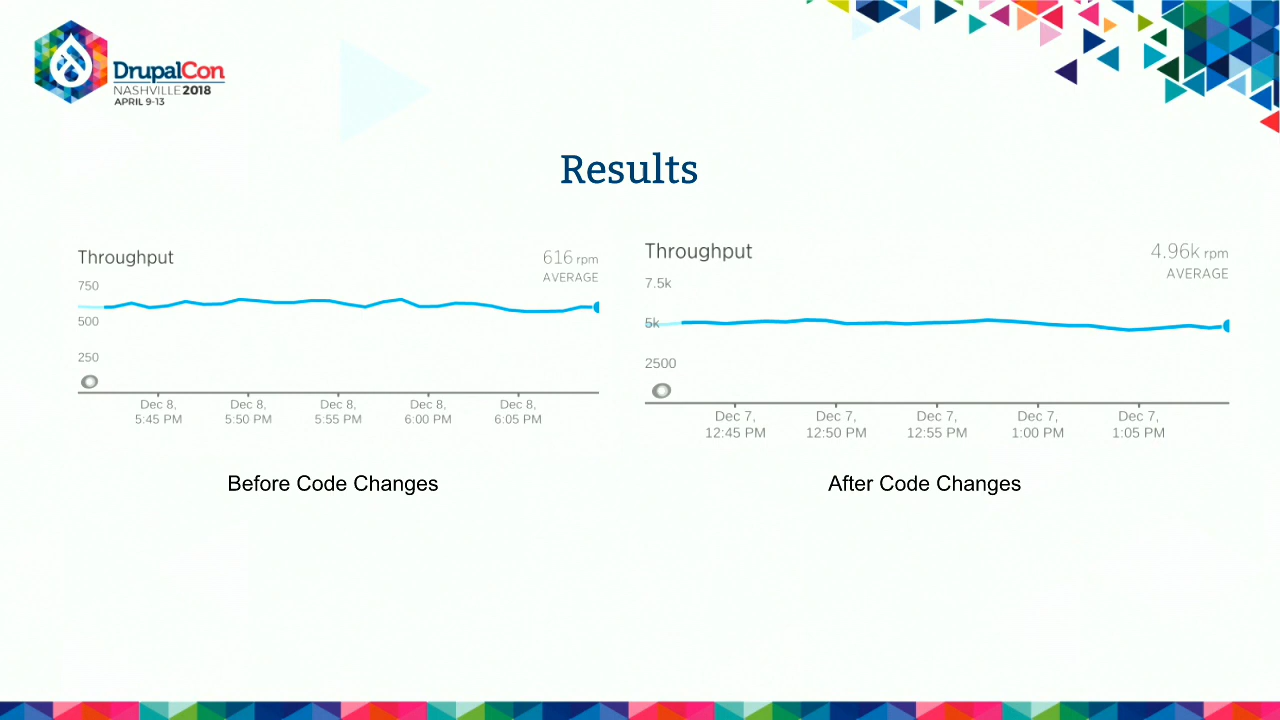 DrupalCon
NASHVILLE 2018
APRIL 9-13
Results
Throughput
616 rpm
AVERAGE
750
500
250
Dec 8,
5:45 PM
Dec 8,
5:50 PM
Dec 8,
5:55 PM
Dec 8,
6:00 PM
Dec 8,
6:05 PM
Before Code Changes
Throughput
4.96k rpm
AVERAGE
7.5k
5k
2500
Dec 7,
12:45 PM
Dec 7,
12:50 PM
Dec 7,
12:55 PM
Dec 7,
1:00 PM
Dec 7,
1:05 PM
After Code Changes